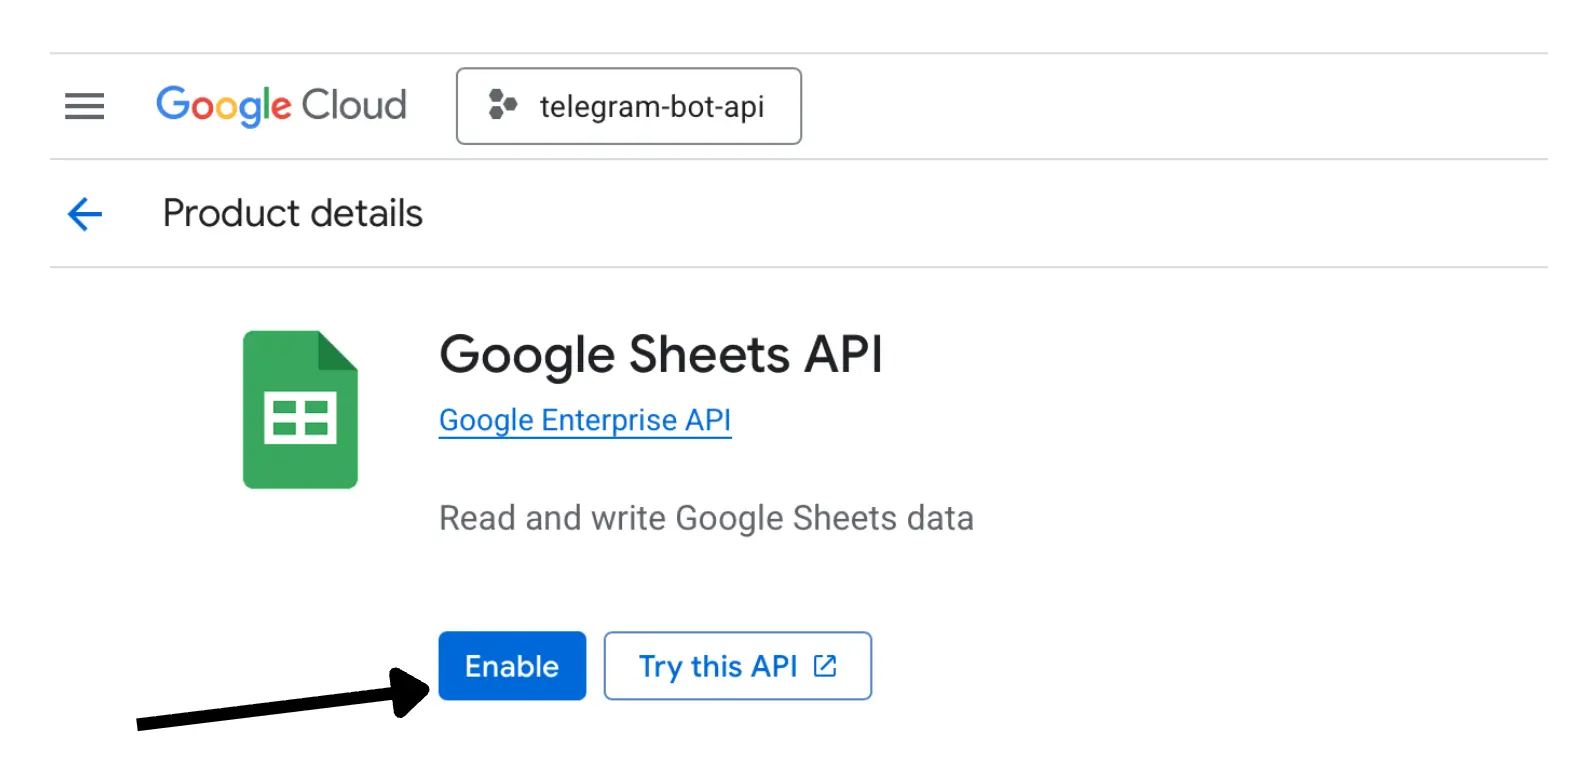 Google Cloud telegram-bot-api
Product details
Google Sheets API
Google Enterprise API
Read and write Google Sheets data
Enable Try this API